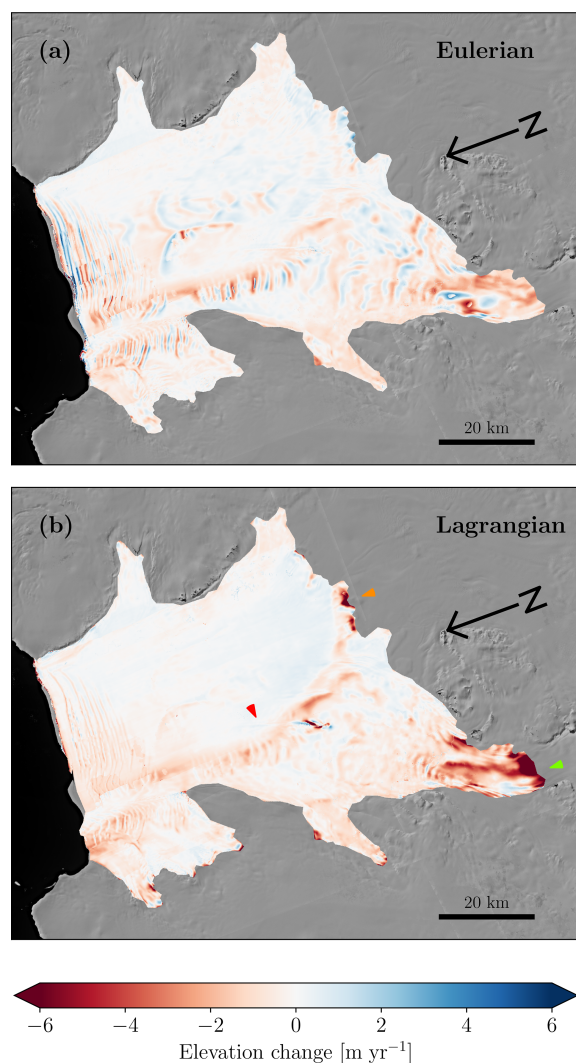 (a) Eulerian
N
20 km
(b) Lagrangian
N
20 km
−6 −4 −2 0 2 4 6
Elevation change [m yr⁻¹]